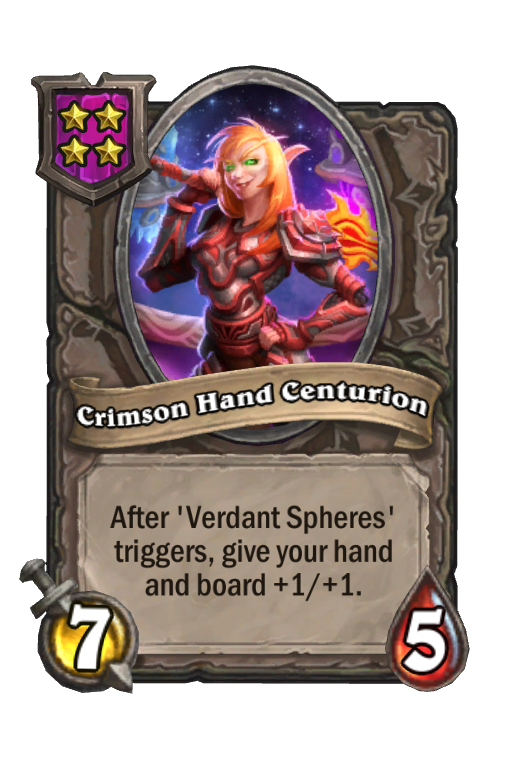 Crimson Hand Centurion
After 'Verdant Spheres'
triggers, give your hand
and board +1/+1.
7
5